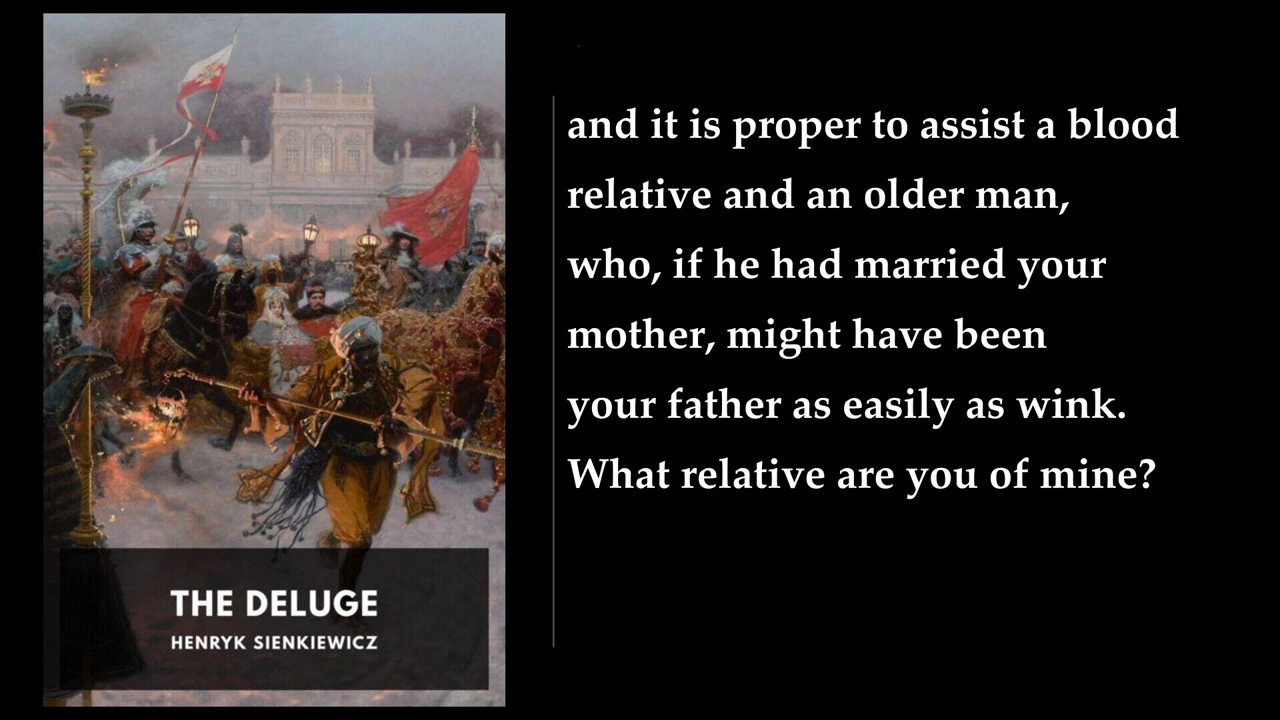 and it is proper to assist a blood
relative and an older man,
who, if he had married your
mother, might have been
your father as easily as wink.
What relative are you of mine?
THE DELUGE
HENRYK SIENKIEWICZ